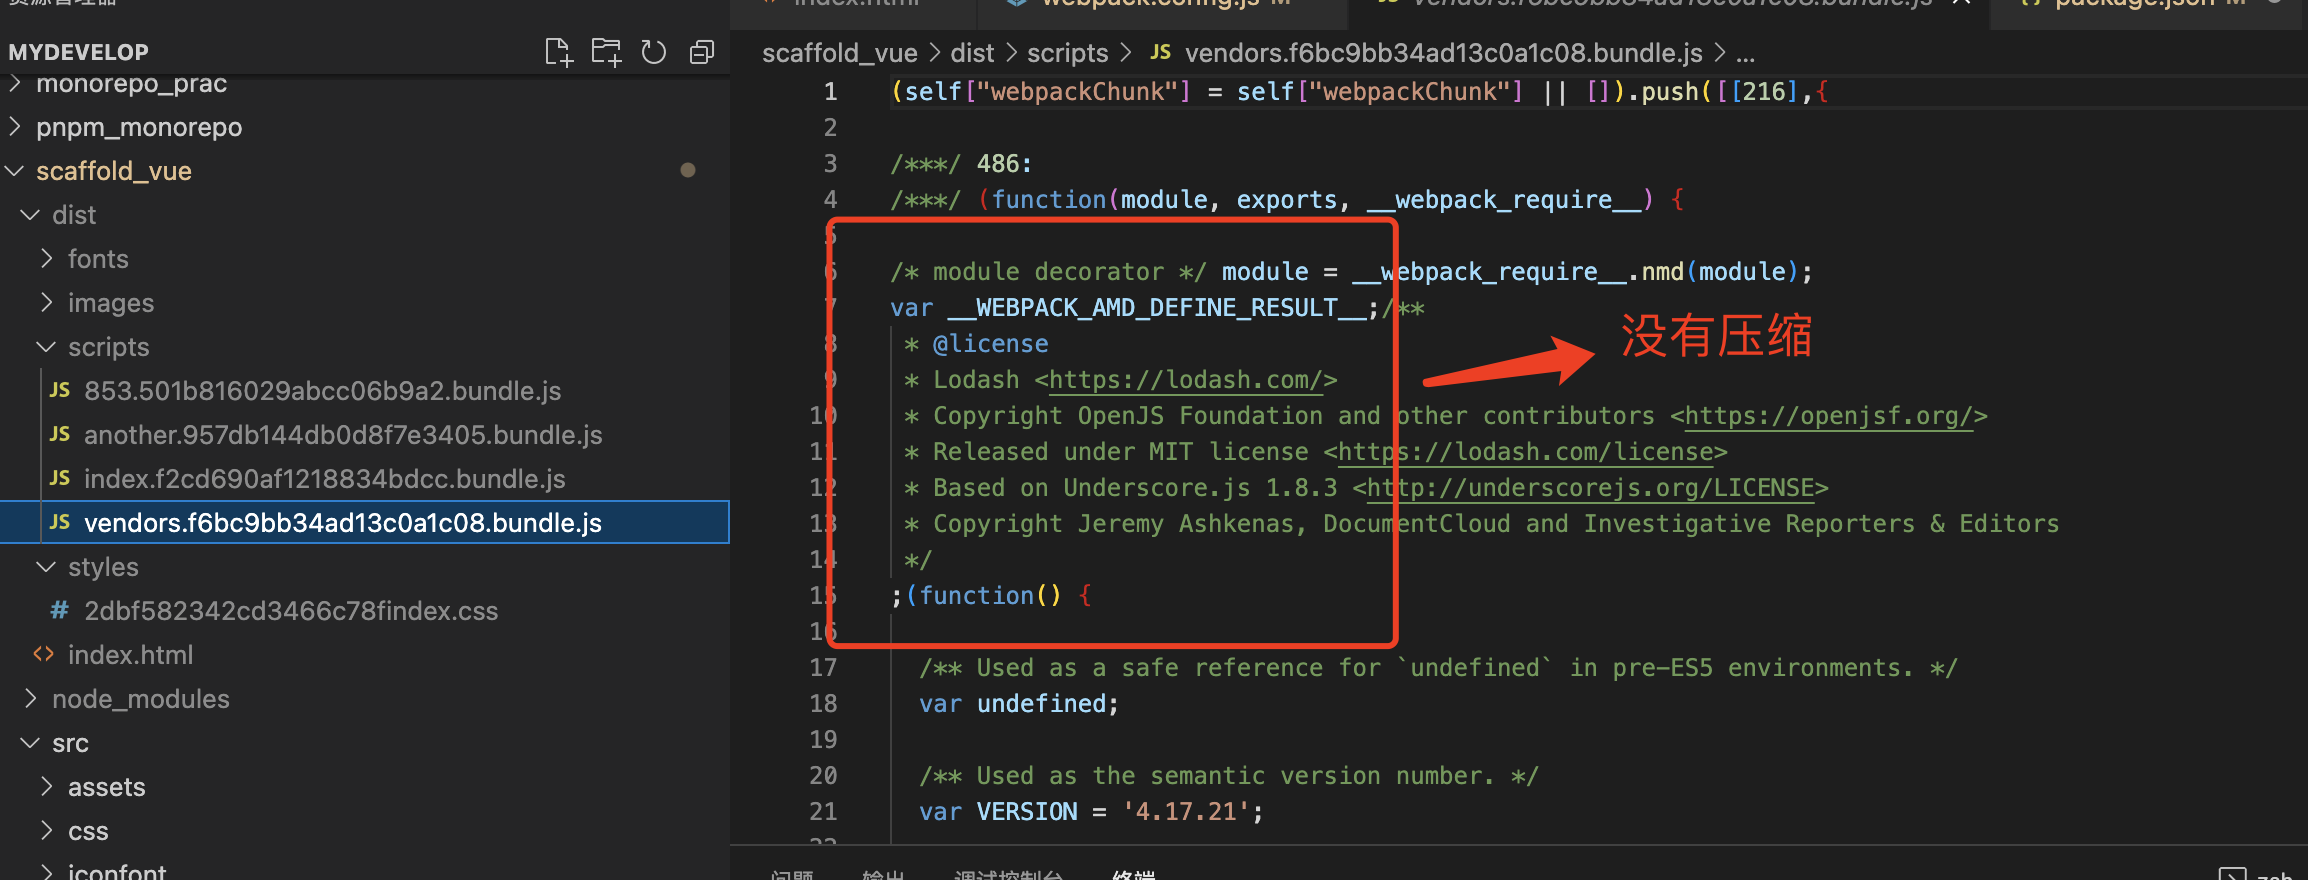 资源管理器
MYDEVELOP
monorepo_prac
pnpm_monorepo
scaffold_vue
dist
fonts
images
scripts
JS 853.501b816029abcc06b9a2.bundle.js
JS another.957db144db0d8f7e3405.bundle.js
JS index.f2cd690af1218834bdcc.bundle.js
JS vendors.f6bc9bb34ad13c0a1c08.bundle.js
styles
# 2dbf582342cd3466c78findex.css
<> index.html
node_modules
src
assets
css
iconfont
index.html
webpack.config.js M
vendors.f6bc9bb34ad13c0a1c08.bundle.js
package.json M
scaffold_vue > dist > scripts > JS vendors.f6bc9bb34ad13c0a1c08.bundle.js > ...
1 (self["webpackChunk"] = self["webpackChunk"] || []).push([[216],{
2
3 /***/ 486:
4 /***/ (function(module, exports, __webpack_require__) {
5
6 /* module decorator */ module = __webpack_require__.nmd(module);
7 var __WEBPACK_AMD_DEFINE_RESULT__;/**
8 * @license
9 * Lodash <https://lodash.com/>
10 * Copyright OpenJS Foundation and other contributors <https://openjsf.org/>
11 * Released under MIT license <https://lodash.com/license>
12 * Based on Underscore.js 1.8.3 <http://underscorejs.org/LICENSE>
13 * Copyright Jeremy Ashkenas, DocumentCloud and Investigative Reporters & Editors
14 */
15 ;(function() {
16
17 /** Used as a safe reference for `undefined` in pre-ES5 environments. */
18 var undefined;
19
20 /** Used as the semantic version number. */
21 var VERSION = '4.17.21';
22
没有压缩
问题 输出 调试控制台 终端
zsh